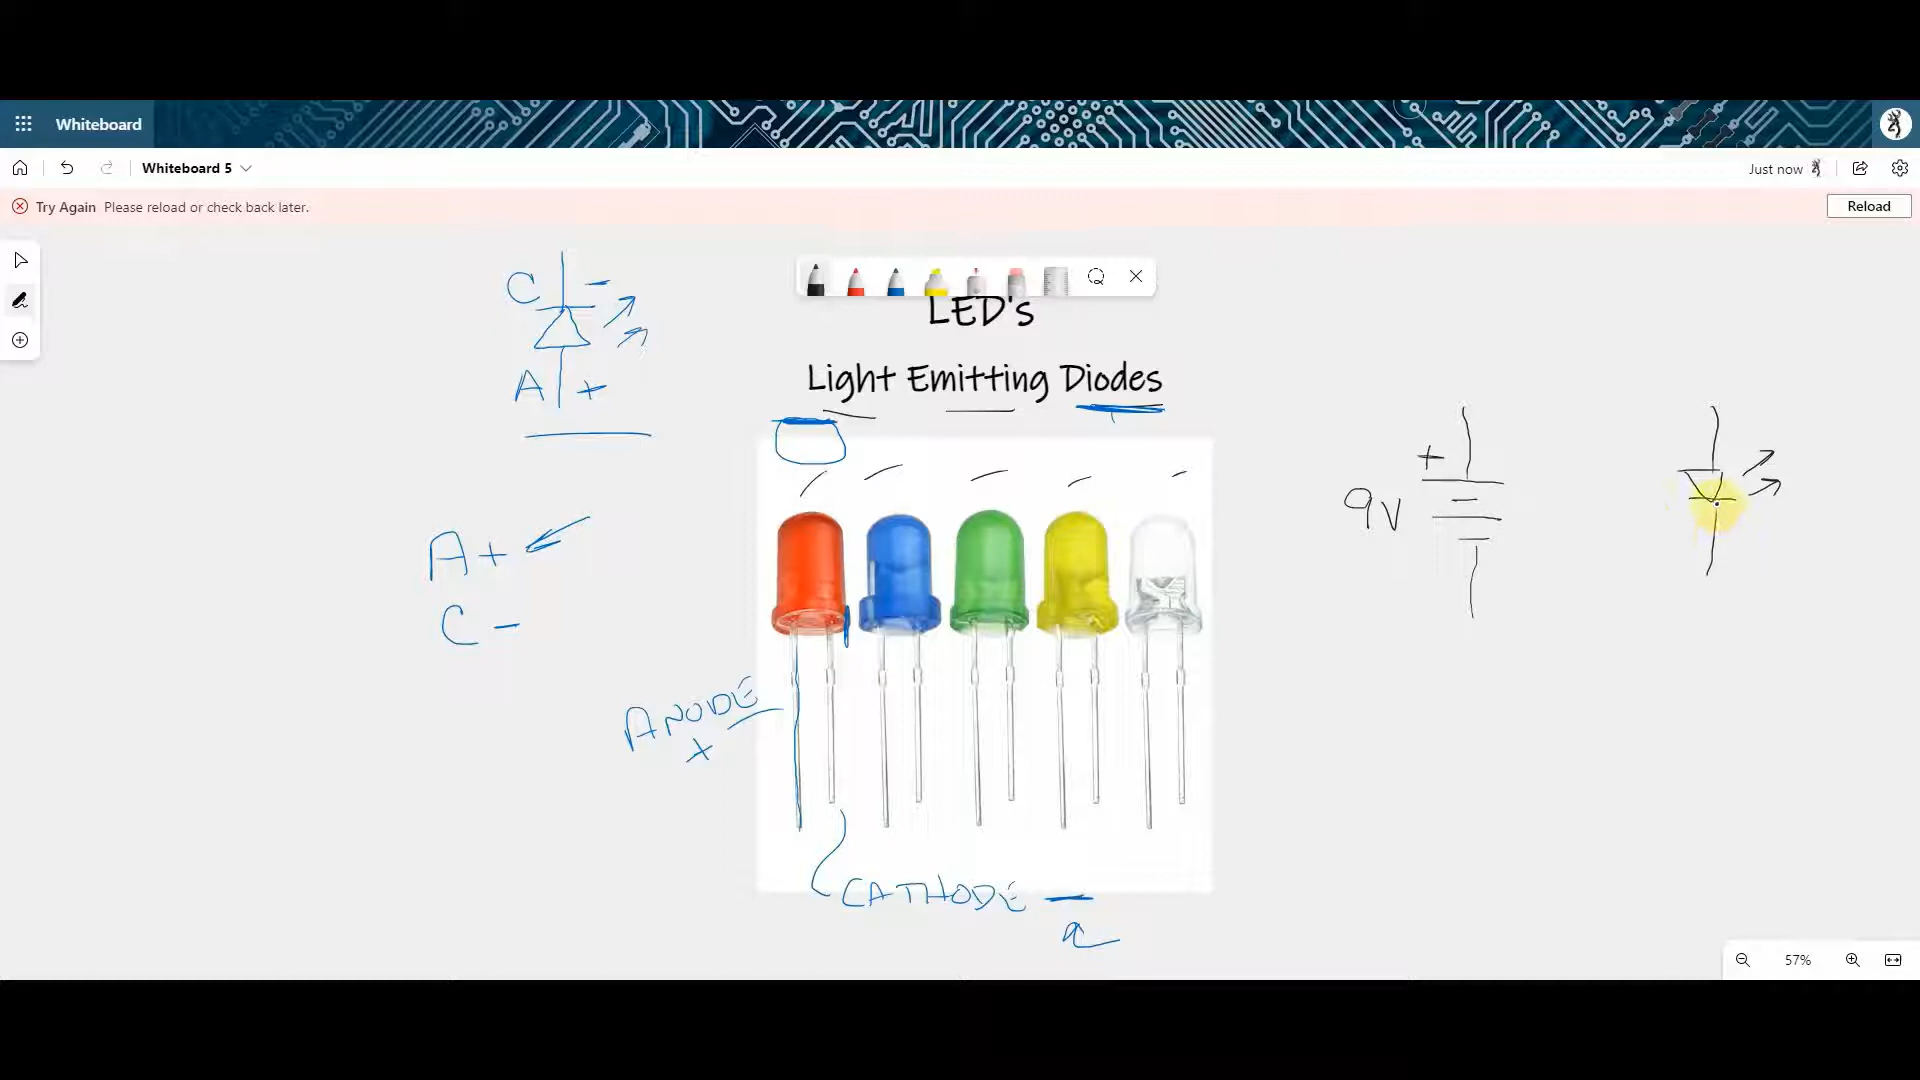 Whiteboard
Whiteboard 5
Just now
Try Again Please reload or check back later.
Reload
C -
A +
LED's
Light Emitting Diodes
+
9V
A +
C -
ANODE
+
CATHODE -
57%